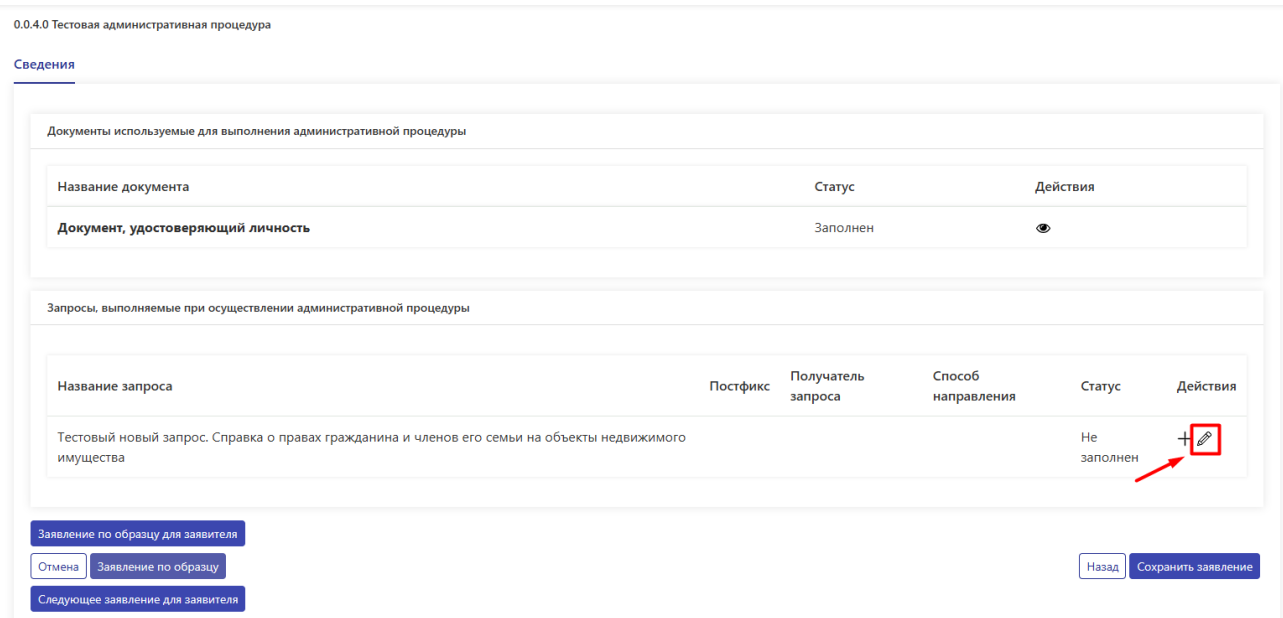 0.0.4.0 Тестовая административная процедура
Сведения
Документы используемые для выполнения административной процедуры
Название документа Статус Действия
Документ, удостоверяющий личность Заполнен
Запросы, выполняемые при осуществлении административной процедуры
Название запроса Постфикс Получатель запроса Способ направления Статус Действия
Тестовый новый запрос. Справка о правах гражданина и членов его семьи на объекты недвижимого Не
имущества заполнен
Заявление по образцу для заявителя
Отмена Заявление по образцу Назад Сохранить заявление
Следующее заявление для заявителя